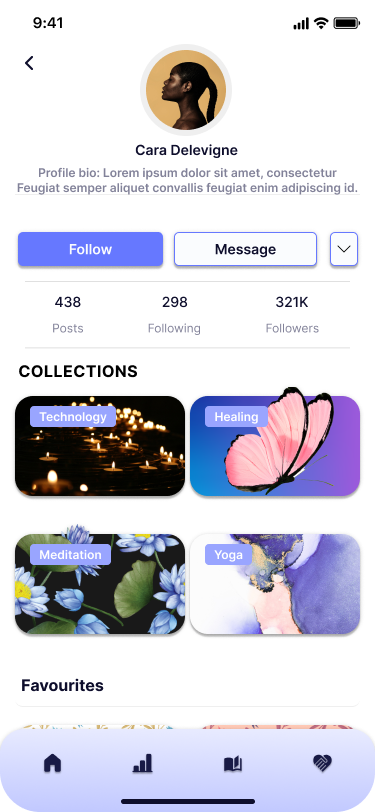 9:41
Cara Delevigne
Profile bio: Lorem ipsum dolor sit amet, consectetur
Feugiat semper aliquet convallis feugiat enim adipiscing id.
Follow
Message
438
298
321K
Posts
Following
Followers
COLLECTIONS
Technology
Healing
Meditation
Yoga
Favourites